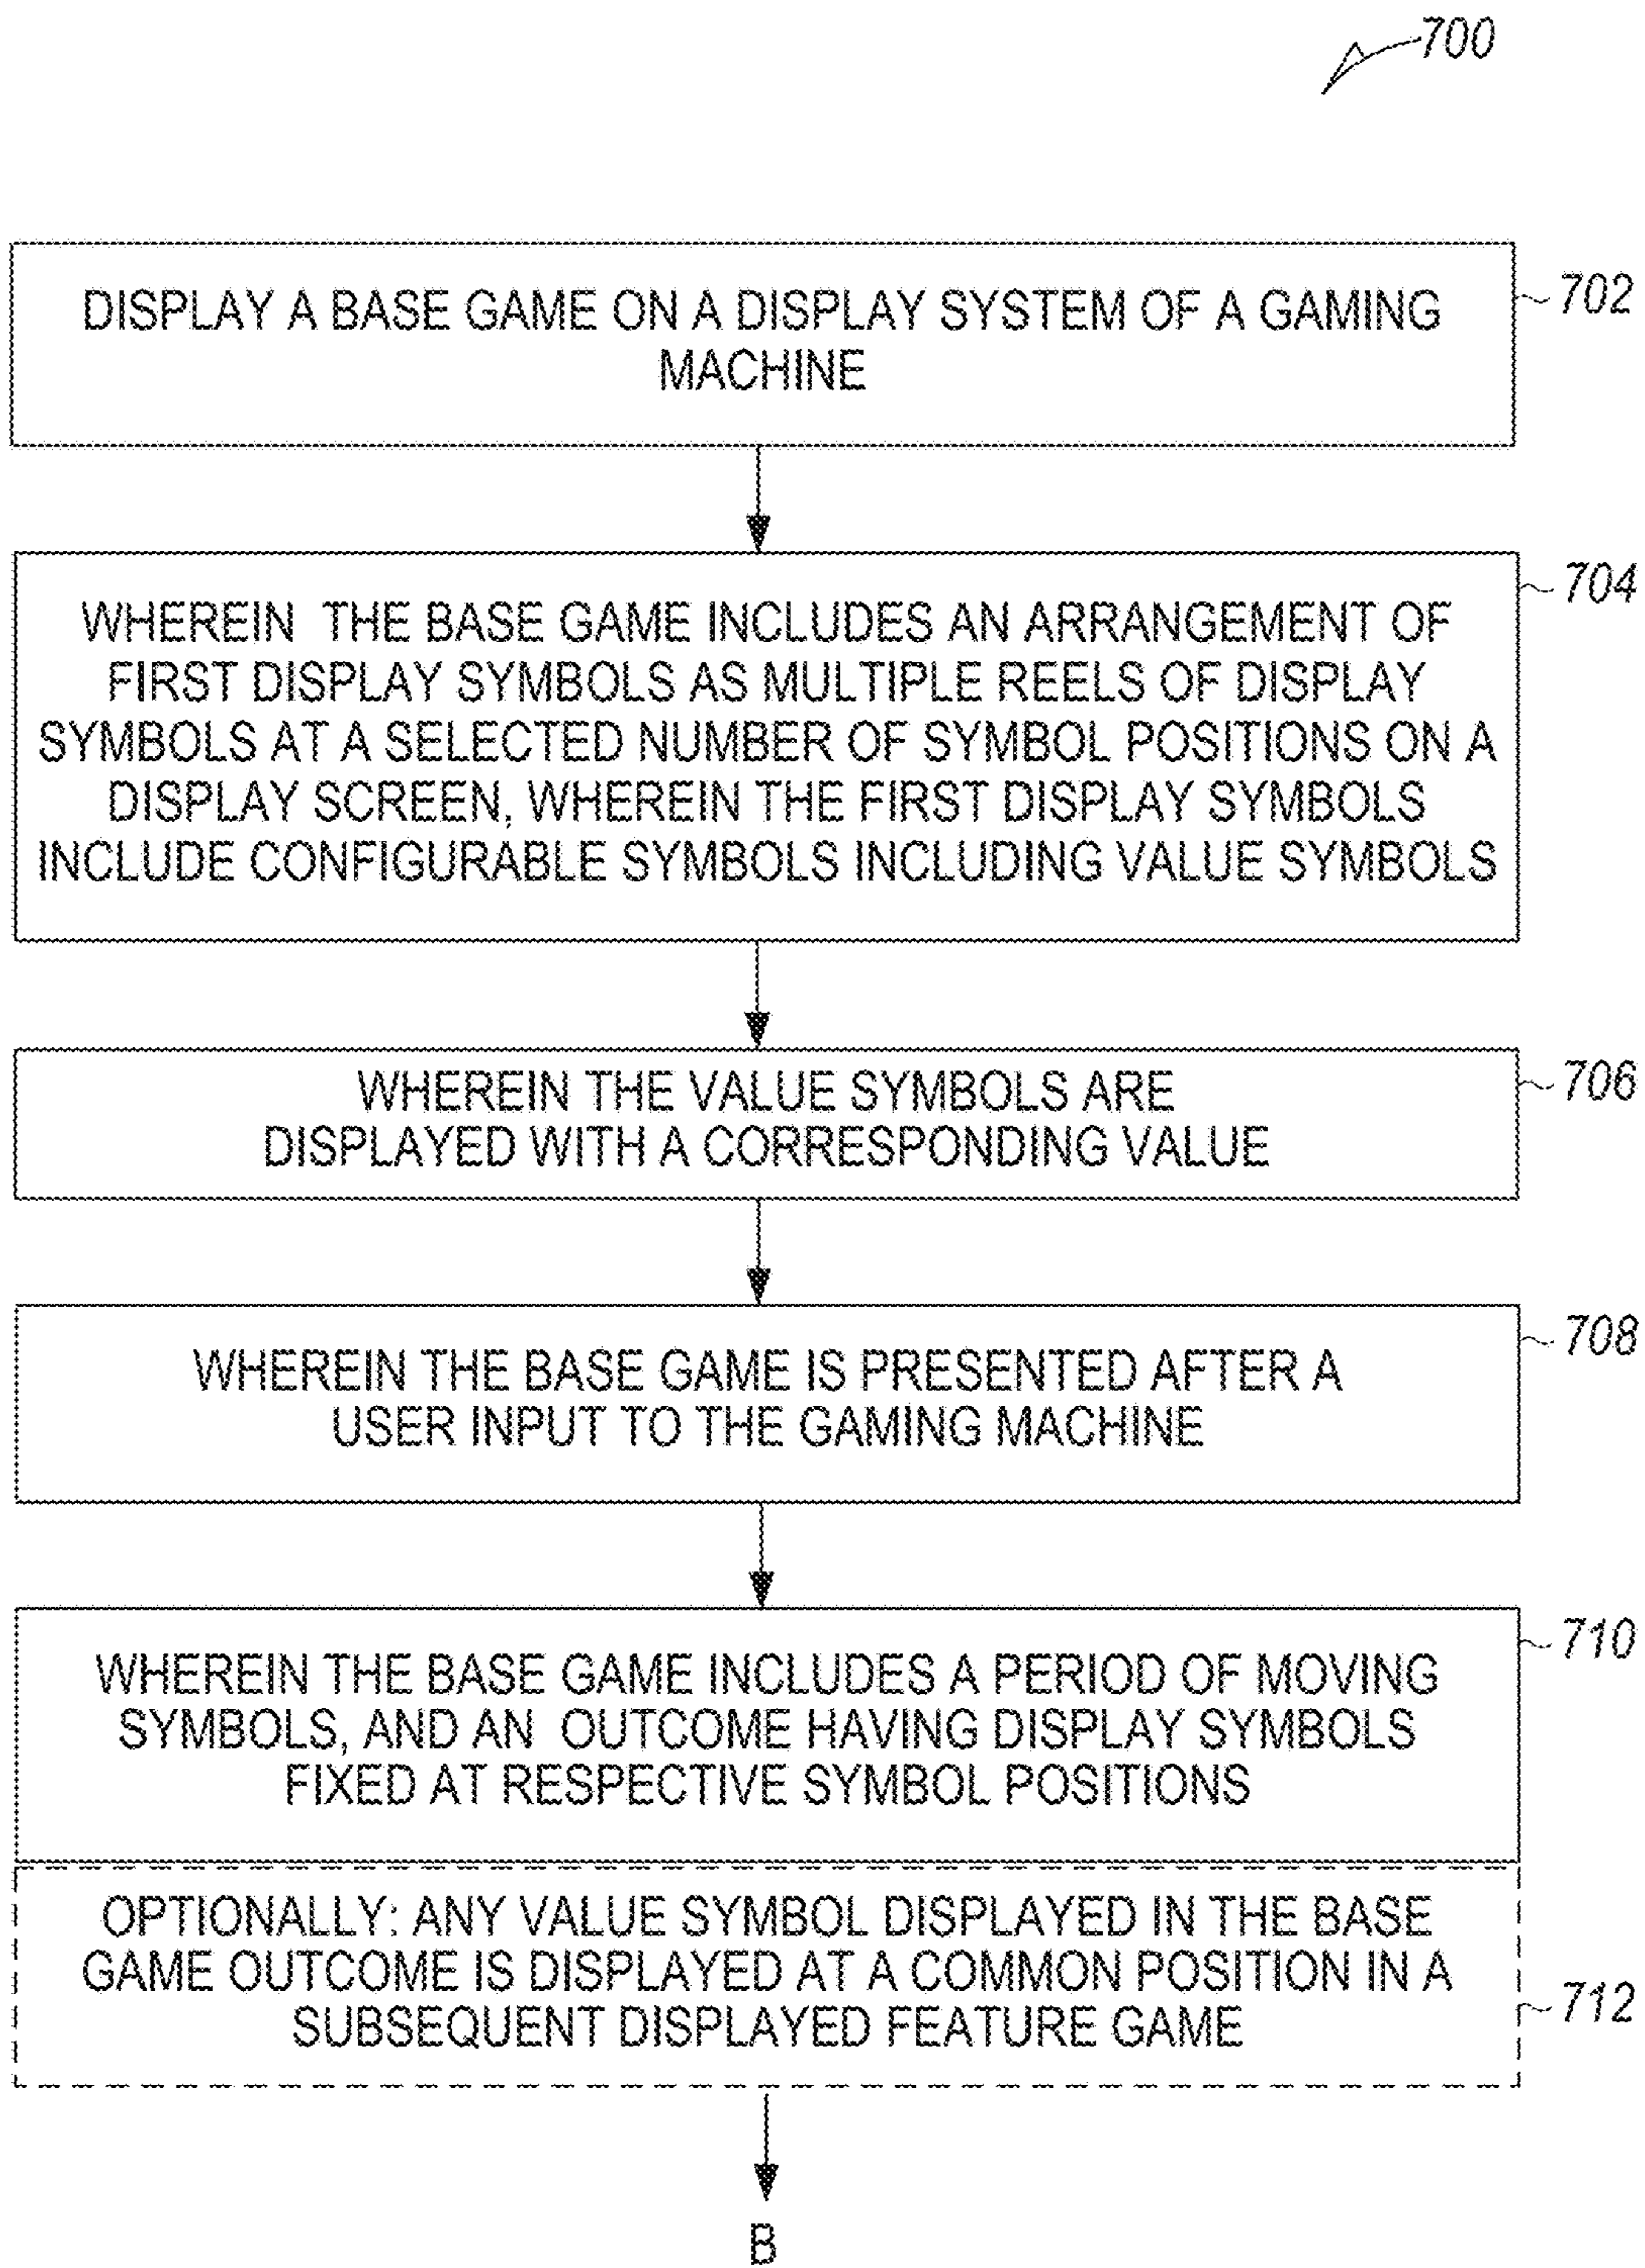 700
DISPLAY A BASE GAME ON A DISPLAY SYSTEM OF A GAMING
MACHINE
702
WHEREIN THE BASE GAME INCLUDES AN ARRANGEMENT OF
FIRST DISPLAY SYMBOLS AS MULTIPLE REELS OF DISPLAY
SYMBOLS AT A SELECTED NUMBER OF SYMBOL POSITIONS ON A
DISPLAY SCREEN, WHEREIN THE FIRST DISPLAY SYMBOLS
INCLUDE CONFIGURABLE SYMBOLS INCLUDING VALUE SYMBOLS
704
WHEREIN THE VALUE SYMBOLS ARE
DISPLAYED WITH A CORRESPONDING VALUE
706
WHEREIN THE BASE GAME IS PRESENTED AFTER A
USER INPUT TO THE GAMING MACHINE
708
WHEREIN THE BASE GAME INCLUDES A PERIOD OF MOVING
SYMBOLS, AND AN OUTCOME HAVING DISPLAY SYMBOLS
FIXED AT RESPECTIVE SYMBOL POSITIONS
710
OPTIONALLY: ANY VALUE SYMBOL DISPLAYED IN THE BASE
GAME OUTCOME IS DISPLAYED AT A COMMON POSITION IN A
SUBSEQUENT DISPLAYED FEATURE GAME
712
B